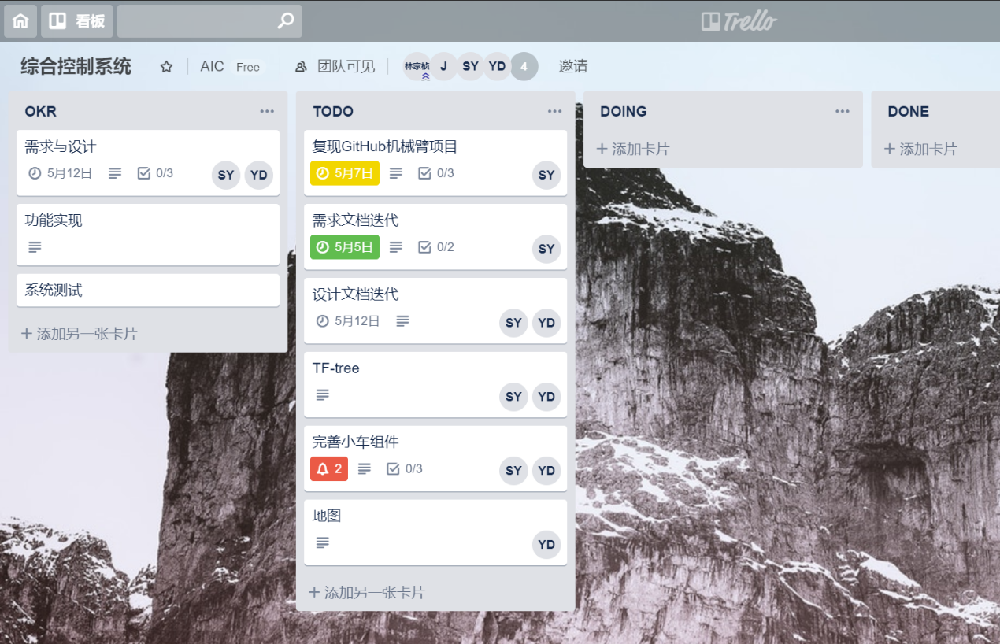 看板
Trello
综合控制系统 AIC Free 团队可见 林家桢 J SY YD 4 邀请
OKR
需求与设计
5月12日 0/3 SY YD
功能实现
系统测试
+ 添加另一张卡片
TODO
复现GitHub机械臂项目
5月7日 0/3 SY
需求文档迭代
5月5日 0/2 SY
设计文档迭代
5月12日 SY YD
TF-tree
SY YD
完善小车组件
2 0/3 SY YD
地图
YD
+ 添加另一张卡片
DOING
+ 添加卡片
DONE
+ 添加卡片